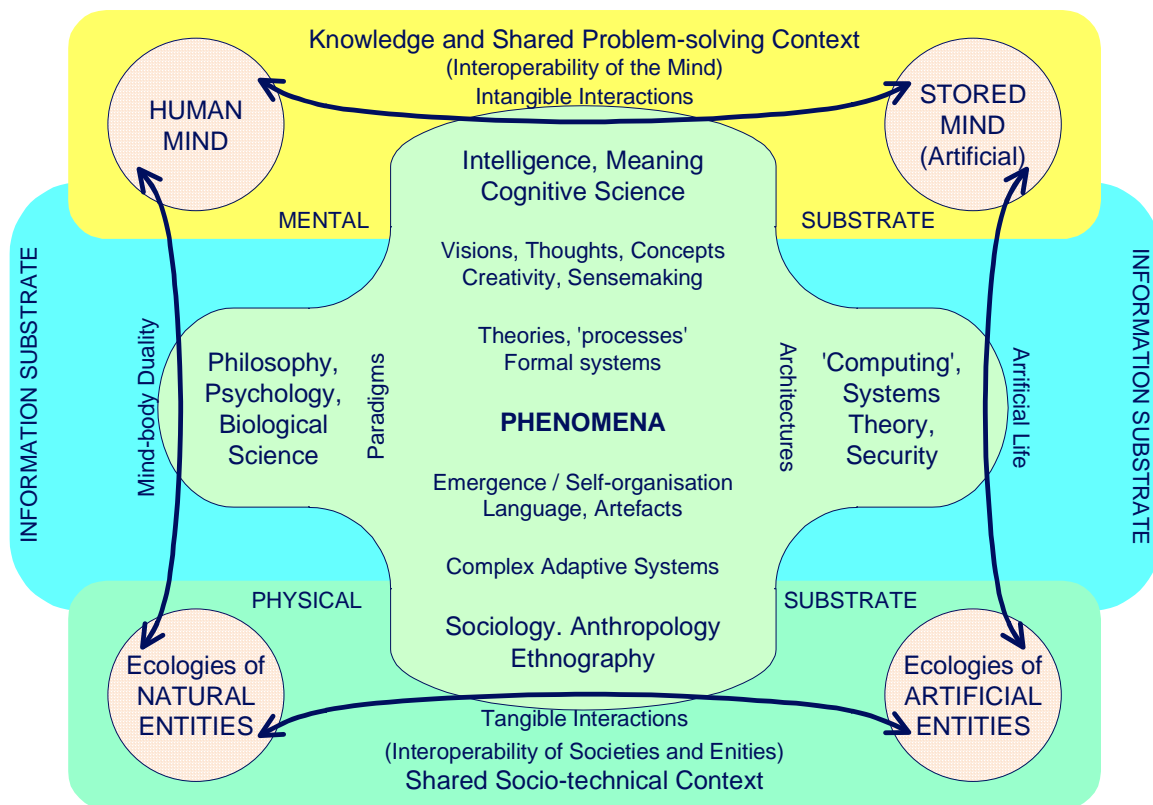 Knowledge and Shared Problem-solving Context
(Interoperability of the Mind)
Intangible Interactions
HUMAN
MIND
STORED
MIND
(Artificial)
Intelligence, Meaning
Cognitive Science
MENTAL
SUBSTRATE
Visions, Thoughts, Concepts
Creativity, Sensemaking
INFORMATION SUBSTRATE
Mind-body Duality
Philosophy,
Psychology,
Biological
Science
Paradigms
Theories, 'processes'
Formal systems
PHENOMENA
Emergence / Self-organisation
Language, Artefacts
Complex Adaptive Systems
Architectures
'Computing',
Systems
Theory,
Security
Arrificial Life
INFORMATION SUBSTRATE
PHYSICAL
SUBSTRATE
Sociology. Anthropology
Ethnography
Ecologies of
NATURAL
ENTITIES
Ecologies of
ARTIFICIAL
ENTITIES
Tangible Interactions
(Interoperability of Societies and Enities)
Shared Socio-technical Context